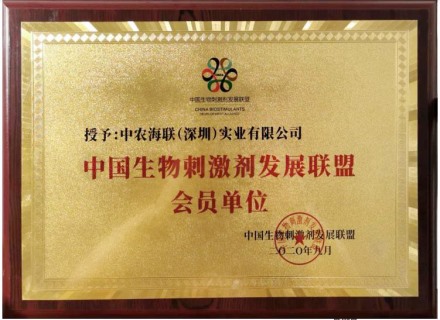 中国生物刺激剂发展联盟
CHINA BIOSTIMULANTS
DEVELOPMENT ALLIANCE
授予:中农海联(深圳)实业有限公司
中国生物刺激剂发展联盟
会员单位
中国生物刺激剂发展联盟
二〇二〇年九月